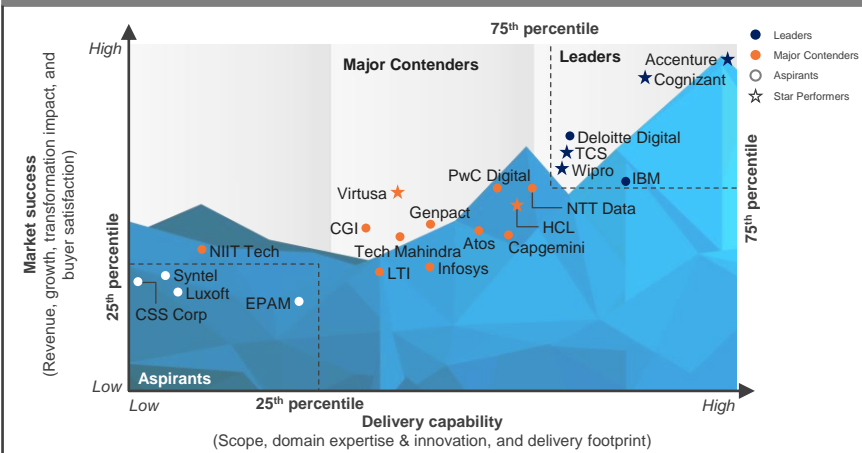 75th percentile
High
Major Contenders
Leaders
Accenture
Cognizant
Leaders
Major Contenders
Aspirants
Star Performers
Market success
(Revenue, growth, transformation impact, and
buyer satisfaction)
75th percentile
25th percentile
Deloitte Digital
TCS
Wipro
IBM
PwC Digital
NTT Data
Virtusa
Genpact
HCL
CGI
Tech Mahindra
Atos
Capgemini
NIIT Tech
LTI
Infosys
Syntel
Luxoft
EPAM
CSS Corp
Aspirants
Low
Low
25th percentile
High
Delivery capability
(Scope, domain expertise & innovation, and delivery footprint)